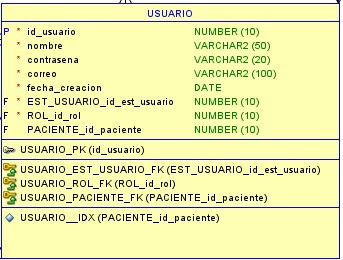 USUARIO
P * id_usuario NUMBER (10)
* nombre VARCHAR2 (50)
* contrasena VARCHAR2 (20)
* correo VARCHAR2 (100)
* fecha_creacion DATE
F * EST_USUARIO_id_est_usuario NUMBER (10)
F * ROL_id_rol NUMBER (10)
F PACIENTE_id_paciente NUMBER (10)
USUARIO_PK (id_usuario)
USUARIO_EST_USUARIO_FK (EST_USUARIO_id_est_usuario)
USUARIO_ROL_FK (ROL_id_rol)
USUARIO_PACIENTE_FK (PACIENTE_id_paciente)
USUARIO__IDX (PACIENTE_id_paciente)